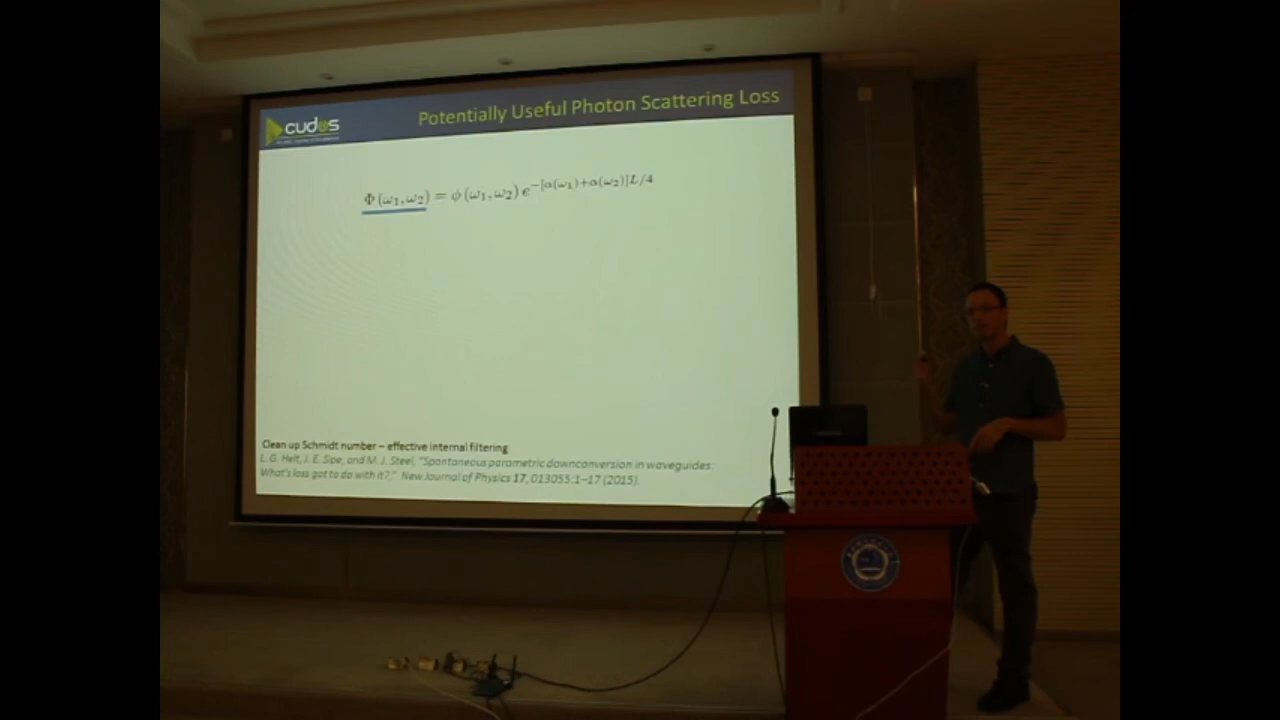 Potentially Useful Photon Scattering Loss
cudos
Φ(ω₁,ω₂) = ϕ(ω₁,ω₂) e^{−[α(ω₁)+α(ω₂)]L/4}
Clean up Schmidt number – effective internal filtering
L. G. Helt, J. E. Sipe, and M. J. Steel, "Spontaneous parametric downconversion in waveguides:
What's loss got to do with it?," New Journal of Physics 17, 013055:1–17 (2015).